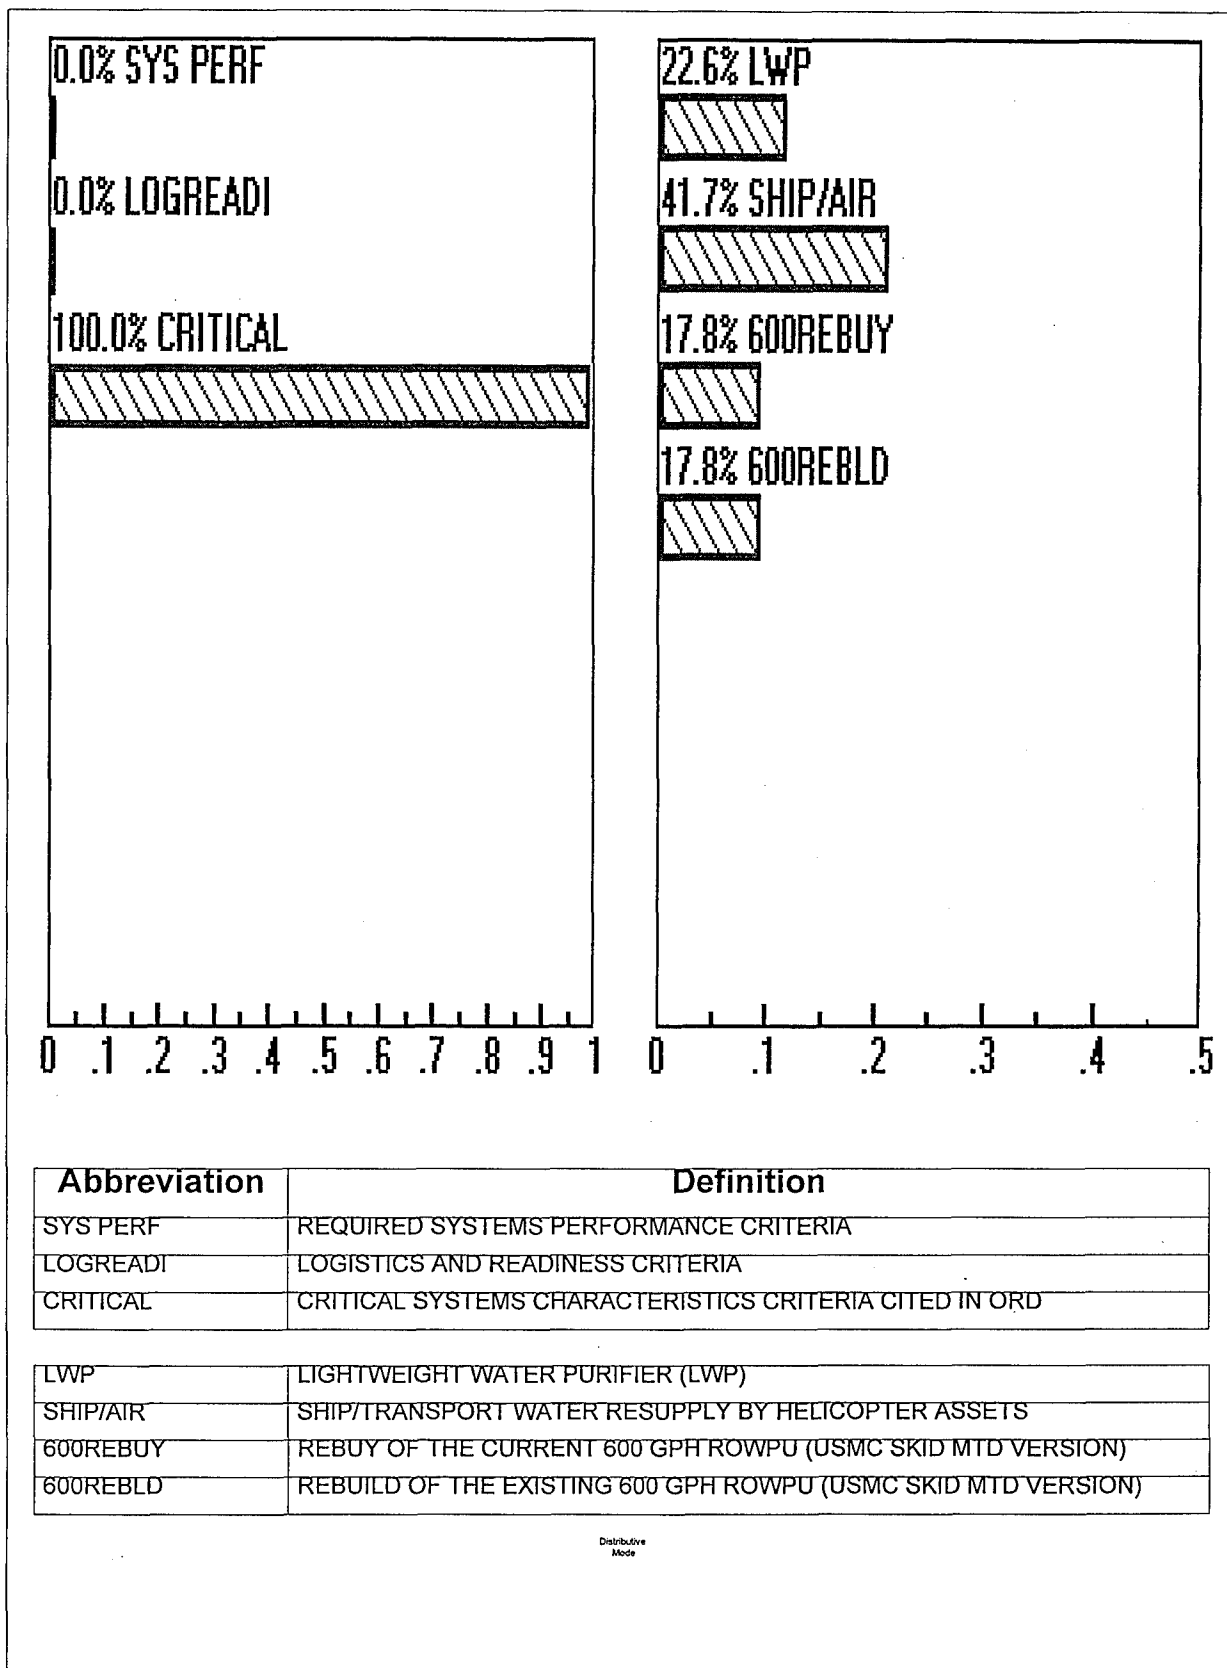 0.0% SYS PERF
0.0% LOGREADI
100.0% CRITICAL
0 .1 .2 .3 .4 .5 .6 .7 .8 .9 1
22.6% LWP
41.7% SHIP/AIR
17.8% 600REBUY
17.8% 600REBLD
0 .1 .2 .3 .4 .5
Abbreviation Definition
SYS PERF REQUIRED SYSTEMS PERFORMANCE CRITERIA
LOGREADI LOGISTICS AND READINESS CRITERIA
CRITICAL CRITICAL SYSTEMS CHARACTERISTICS CRITERIA CITED IN ORD
LWP LIGHTWEIGHT WATER PURIFIER (LWP)
SHIP/AIR SHIP/TRANSPORT WATER RESUPPLY BY HELICOPTER ASSETS
600REBUY REBUY OF THE CURRENT 600 GPH ROWPU (USMC SKID MTD VERSION)
600REBLD REBUILD OF THE EXISTING 600 GPH ROWPU (USMC SKID MTD VERSION)
Distributive
Mode